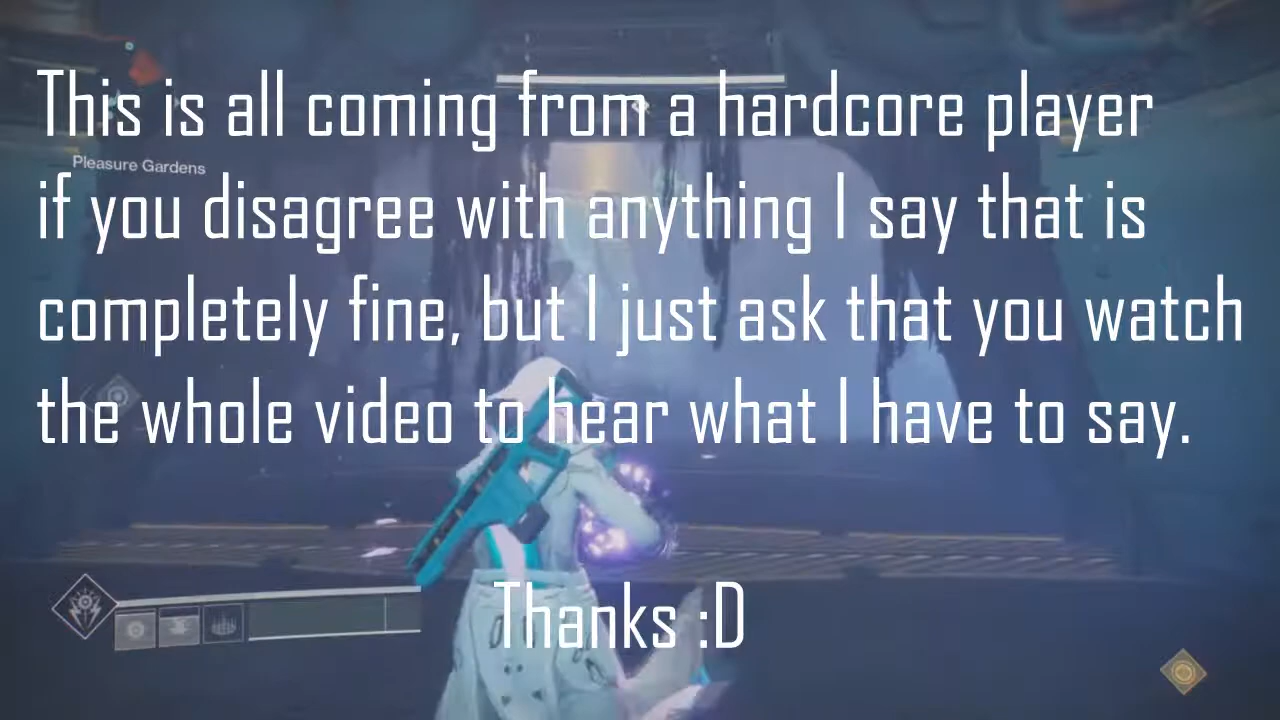 This is all coming from a hardcore player
Pleasure Gardens
if you disagree with anything I say that is
completely fine, but I just ask that you watch
the whole video to hear what I have to say.
Thanks :D